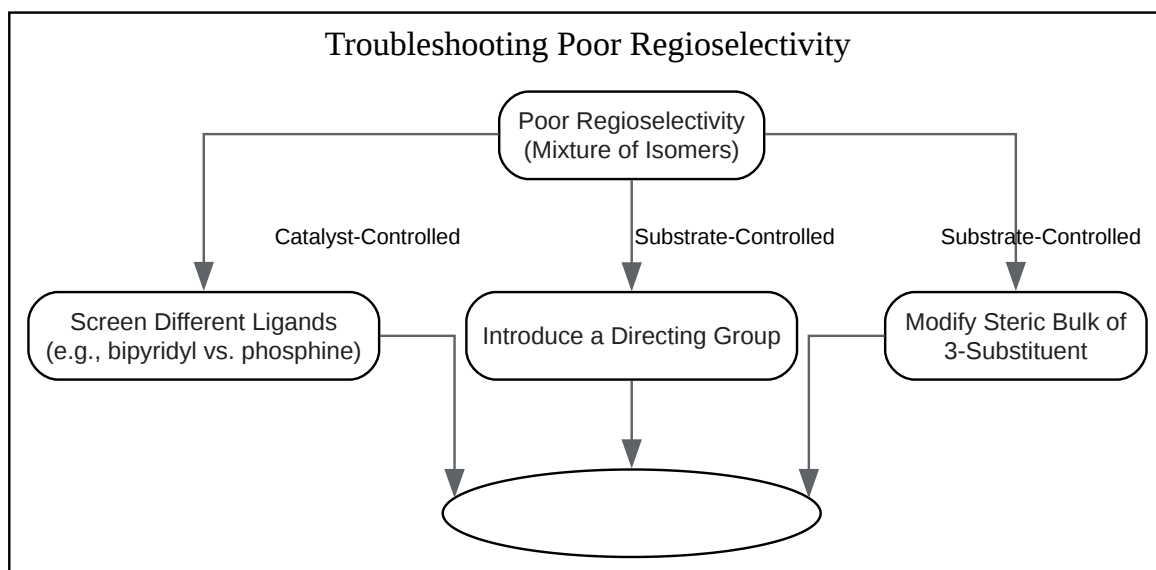 Troubleshooting Poor Regioselectivity
Poor Regioselectivity
(Mixture of Isomers)
Catalyst-Controlled
Substrate-Controlled
Substrate-Controlled
Screen Different Ligands
(e.g., bipyridyl vs. phosphine)
Introduce a Directing Group
Modify Steric Bulk of
3-Substituent